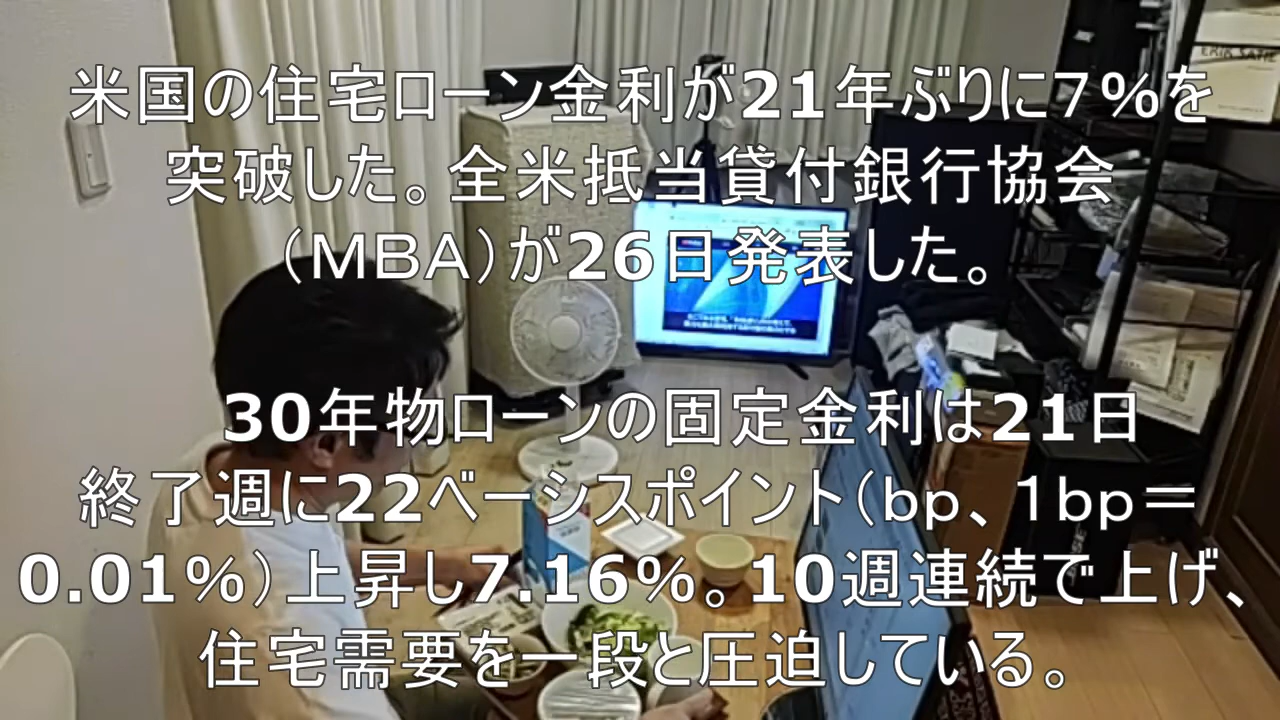 米国の住宅ローン金利が21年ぶりに7%を
突破した。全米抵当貸付銀行協会
（MBA）が26日発表した。
30年物ローンの固定金利は21日
終了週に22ベーシスポイント（bp、1bp＝
0.01%）上昇し7.16%。10週連続で上げ、
住宅需要を一段と圧迫している。
ERIK SATIE